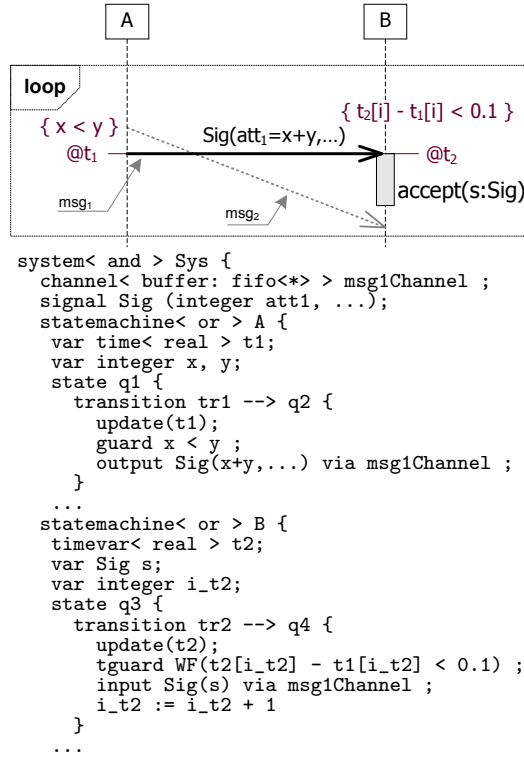 A B
loop
{ x < y }
{ t₂[i] - t₁[i] < 0.1 }
Sig(att₁=x+y,...)
@t₁
@t₂
msg₁
msg₂
accept(s:Sig)
system< and > Sys {
  channel< buffer: fifo<*> > msg1Channel ;
  signal Sig (integer att1, ...);
  statemachine< or > A {
   var time< real > t1;
   var integer x, y;
   state q1 {
     transition tr1 --> q2 {
       update(t1);
       guard x < y ;
       output Sig(x+y,...) via msg1Channel ;
     }
   ...
  statemachine< or > B {
   timevar< real > t2;
   var Sig s;
   var integer i_t2;
   state q3 {
     transition tr2 --> q4 {
       update(t2);
       tguard WF(t2[i_t2] - t1[i_t2] < 0.1) ;
       input Sig(s) via msg1Channel ;
       i_t2 := i_t2 + 1
     }
   ...